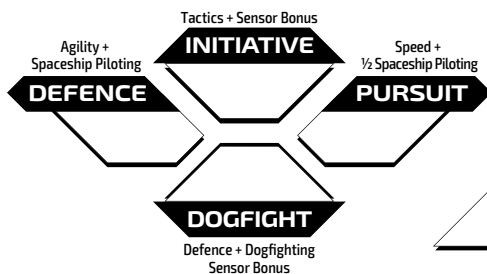 Tactics + Sensor Bonus
INITIATIVE
Agility +
Spaceship Piloting
DEFENCE
Speed +
½ Spaceship Piloting
PURSUIT
DOGFIGHT
Defence + Dogfighting
Sensor Bonus